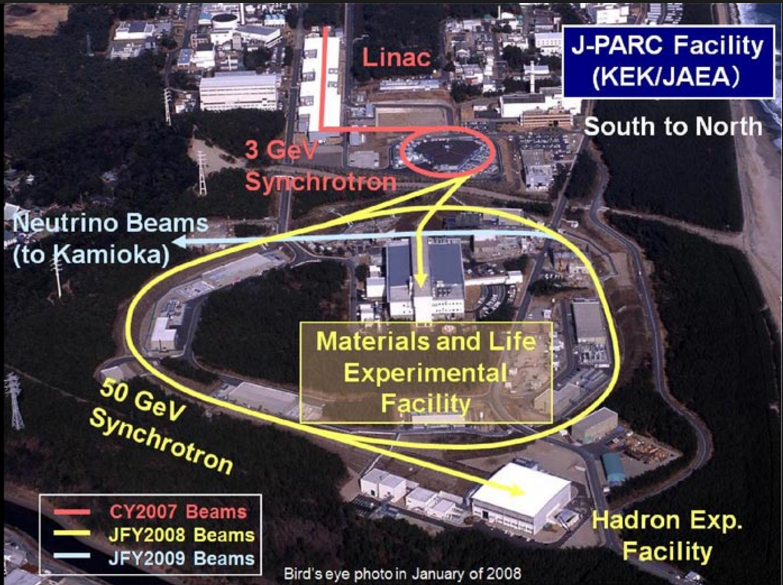 J-PARC Facility
(KEK/JAEA)
South to North
Linac
3 GeV
Synchrotron
Neutrino Beams
(to Kamioka)
Materials and Life
Experimental
Facility
50 GeV
Synchrotron
Hadron Exp.
Facility
CY2007 Beams
JFY2008 Beams
JFY2009 Beams
Bird's eye photo in January of 2008